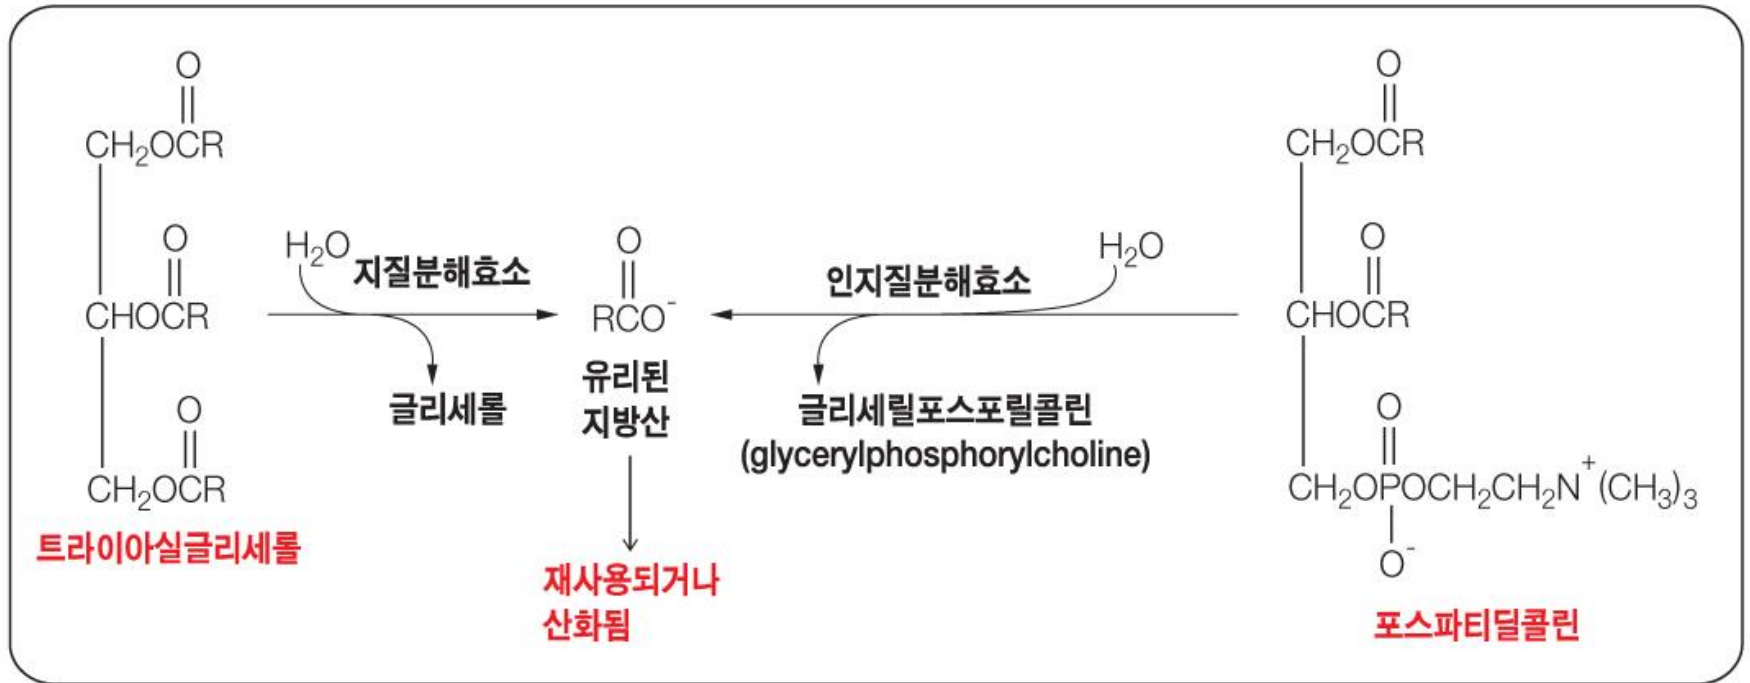 O
CH₂OCR
O
CHOCR
O
CH₂OCR
트라이아실글리세롤
H₂O
지질분해효소
글리세롤
O
RCO⁻
유리된
지방산
재사용되거나
산화됨
인지질분해효소
H₂O
글리세릴포스포릴콜린
(glycerylphosphorylcholine)
O
CH₂OCR
O
CHOCR
O
CH₂OPOCH₂CH₂N⁺(CH₃)₃
O⁻
포스파티딜콜린